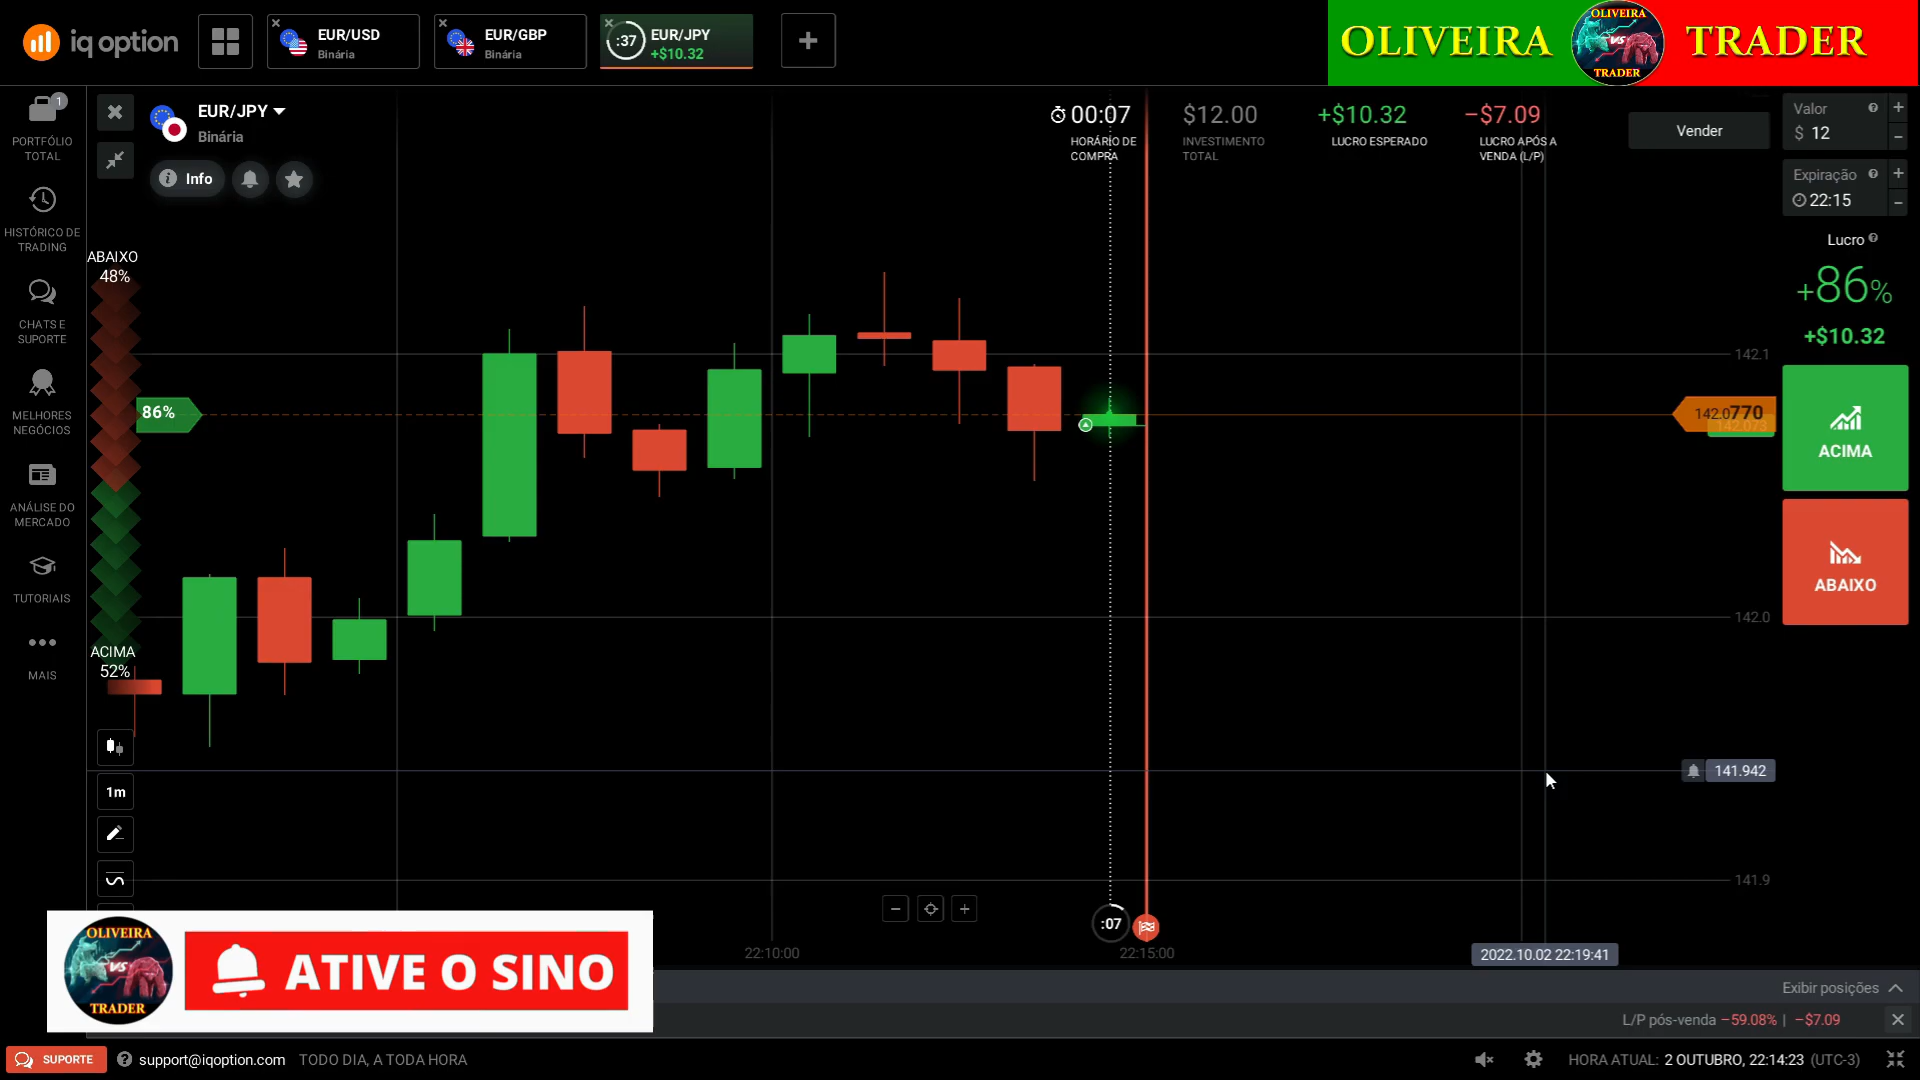 iq option
EUR/USD
Binária
EUR/GBP
Binária
:37
EUR/JPY
+$10.32
OLIVEIRA
OLIVEIRA
VS
TRADER
TRADER
1
PORTFÓLIO
TOTAL
HISTÓRICO DE
TRADING
CHATS E
SUPORTE
MELHORES
NEGÓCIOS
ANÁLISE DO
MERCADO
TUTORIAIS
MAIS
EUR/JPY
Binária
Info
00:07
HORÁRIO DE
COMPRA
$12.00
INVESTIMENTO
TOTAL
+$10.32
LUCRO ESPERADO
−$7.09
LUCRO APÓS A
VENDA (L/P)
Vender
Valor
$ 12
Expiração
22:15
Lucro
+86%
+$10.32
ACIMA
ABAIXO
ABAIXO
48%
86%
ACIMA
52%
142.1
142.0770
142.073
142.0
141.942
141.9
1m
:07
22:10:00
22:15:00
2022.10.02 22:19:41
OLIVEIRA
VS
TRADER
ATIVE O SINO
Exibir posições
L/P pós-venda −59.08% | −$7.09
SUPORTE
support@iqoption.com
TODO DIA, A TODA HORA
HORA ATUAL: 2 OUTUBRO, 22:14:23 (UTC-3)